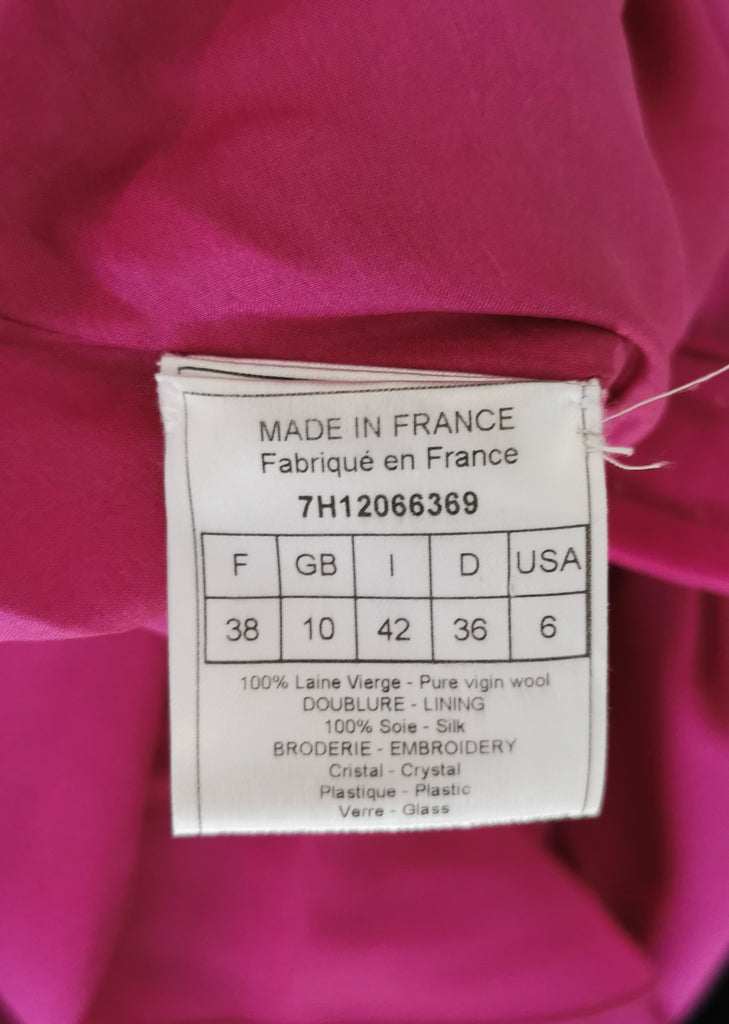 MADE IN FRANCE
Fabriqué en France
7H12066369
F GB I D USA
38 10 42 36 6
100% Laine Vierge - Pure vigin wool
DOUBLURE - LINING
100% Soie - Silk
BRODERIE - EMBROIDERY
Cristal - Crystal
Plastique - Plastic
Verre - Glass